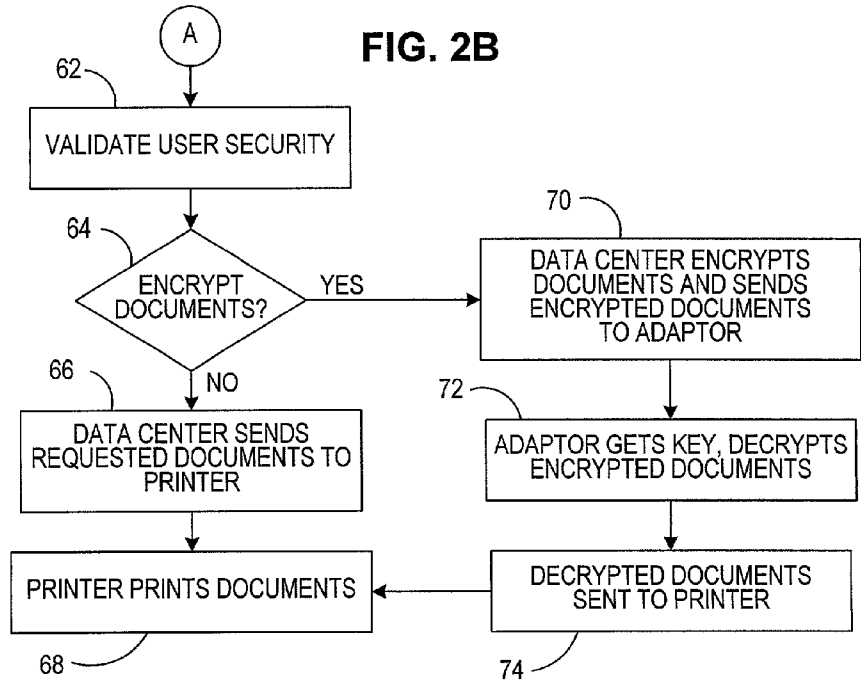 A
FIG. 2B
62
VALIDATE USER SECURITY
64
ENCRYPT
DOCUMENTS?
YES
NO
70
DATA CENTER ENCRYPTS
DOCUMENTS AND SENDS
ENCRYPTED DOCUMENTS
TO ADAPTOR
66
DATA CENTER SENDS
REQUESTED DOCUMENTS TO
PRINTER
72
ADAPTOR GETS KEY, DECRYPTS
ENCRYPTED DOCUMENTS
PRINTER PRINTS DOCUMENTS
68
DECRYPTED DOCUMENTS
SENT TO PRINTER
74